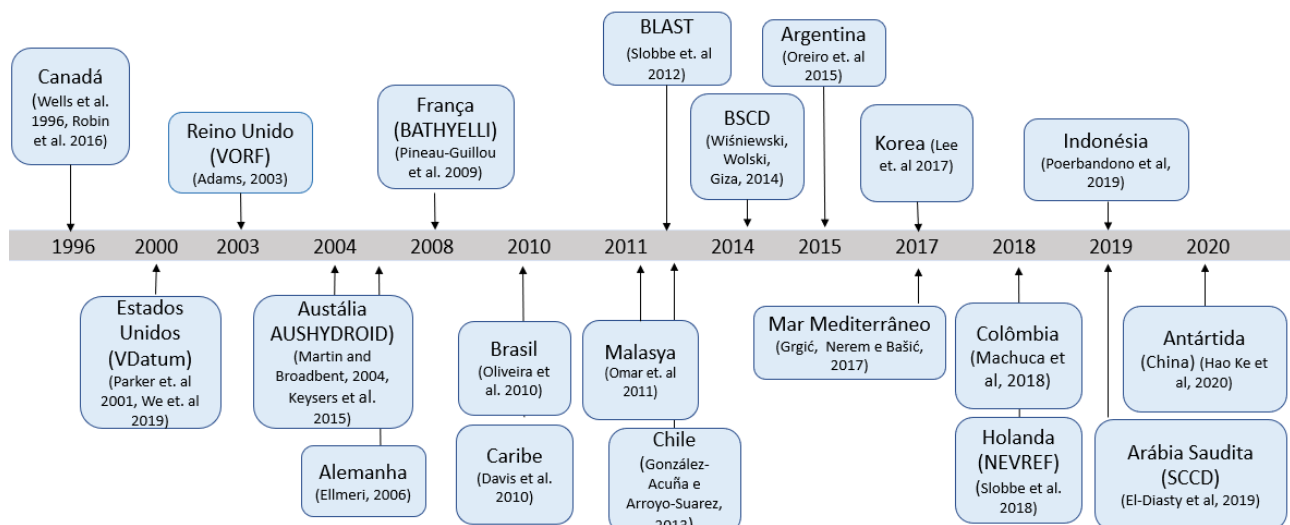 Canadá
(Wells et al.
1996, Robin
et al. 2016)
Reino Unido
(VORF)
(Adams, 2003)
França
(BATHYELLI)
(Pineau-Guillou
et al. 2009)
BLAST
(Slobbe et. al
2012)
BSCD
(Wiśniewski,
Wolski,
Giza, 2014)
Argentina
(Oreiro et. al
2015)
Korea (Lee
et. al 2017)
Indonésia
(Poerbandono et al,
2019)
1996 2000 2003 2004 2008 2010 2011 2014 2015 2017 2018 2019 2020
Estados
Unidos
(VDatum)
(Parker et. al
2001, We et. al
2019)
Austália
AUSHYDROID)
(Martin and
Broadbent, 2004,
Keysers et al.
2015)
Alemanha
(Ellmeri, 2006)
Brasil
(Oliveira et
al. 2010)
Caribe
(Davis et al.
2010)
Malasya
(Omar et. al
2011)
Chile
(González-
Acuña e
Arroyo-Suarez,
2013)
Mar Mediterrâneo
(Grgić, Nerem e Bašić,
2017)
Colômbia
(Machuca et
al, 2018)
Holanda
(NEVREF)
(Slobbe et al.
2018)
Antártida
(China) (Hao Ke et
al, 2020)
Arábia Saudita
(SCCD)
(El-Diasty et al, 2019)